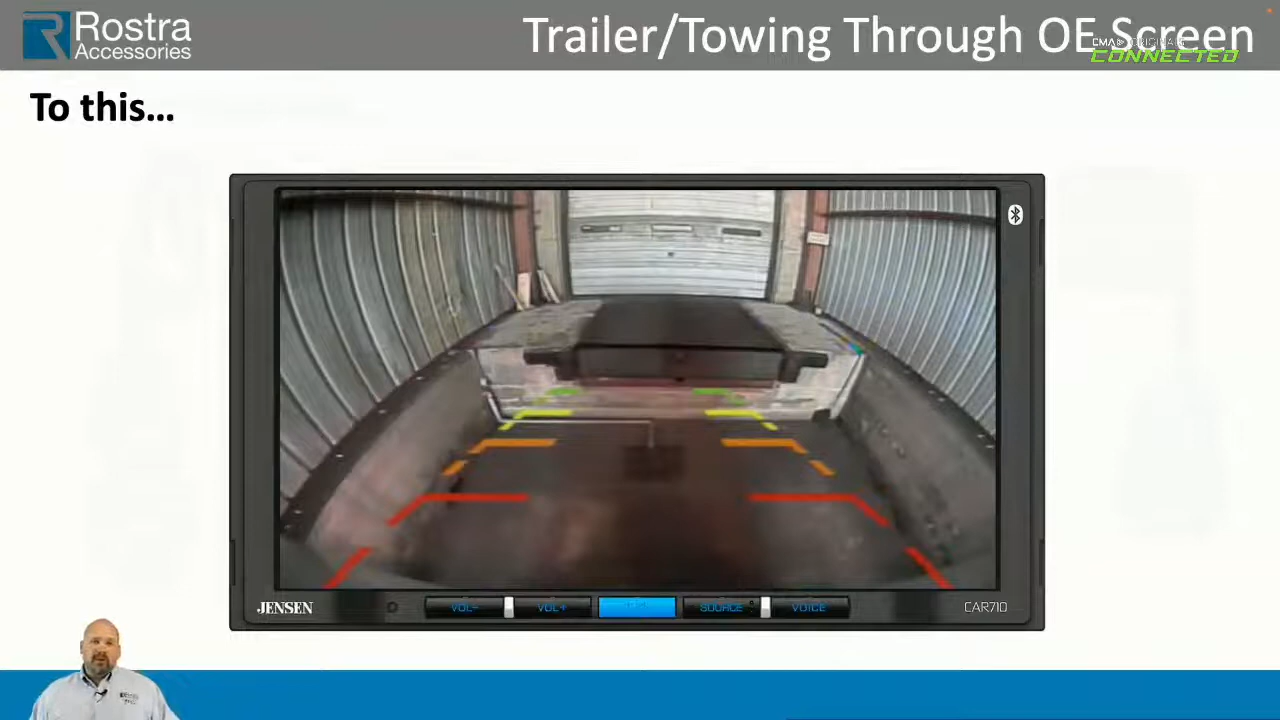 Rostra
Accessories
Trailer/Towing Through OE Screen
CONNECTED
To this...
JENSEN
VOL-
VOL+
SOURCE
VOICE
CAR710